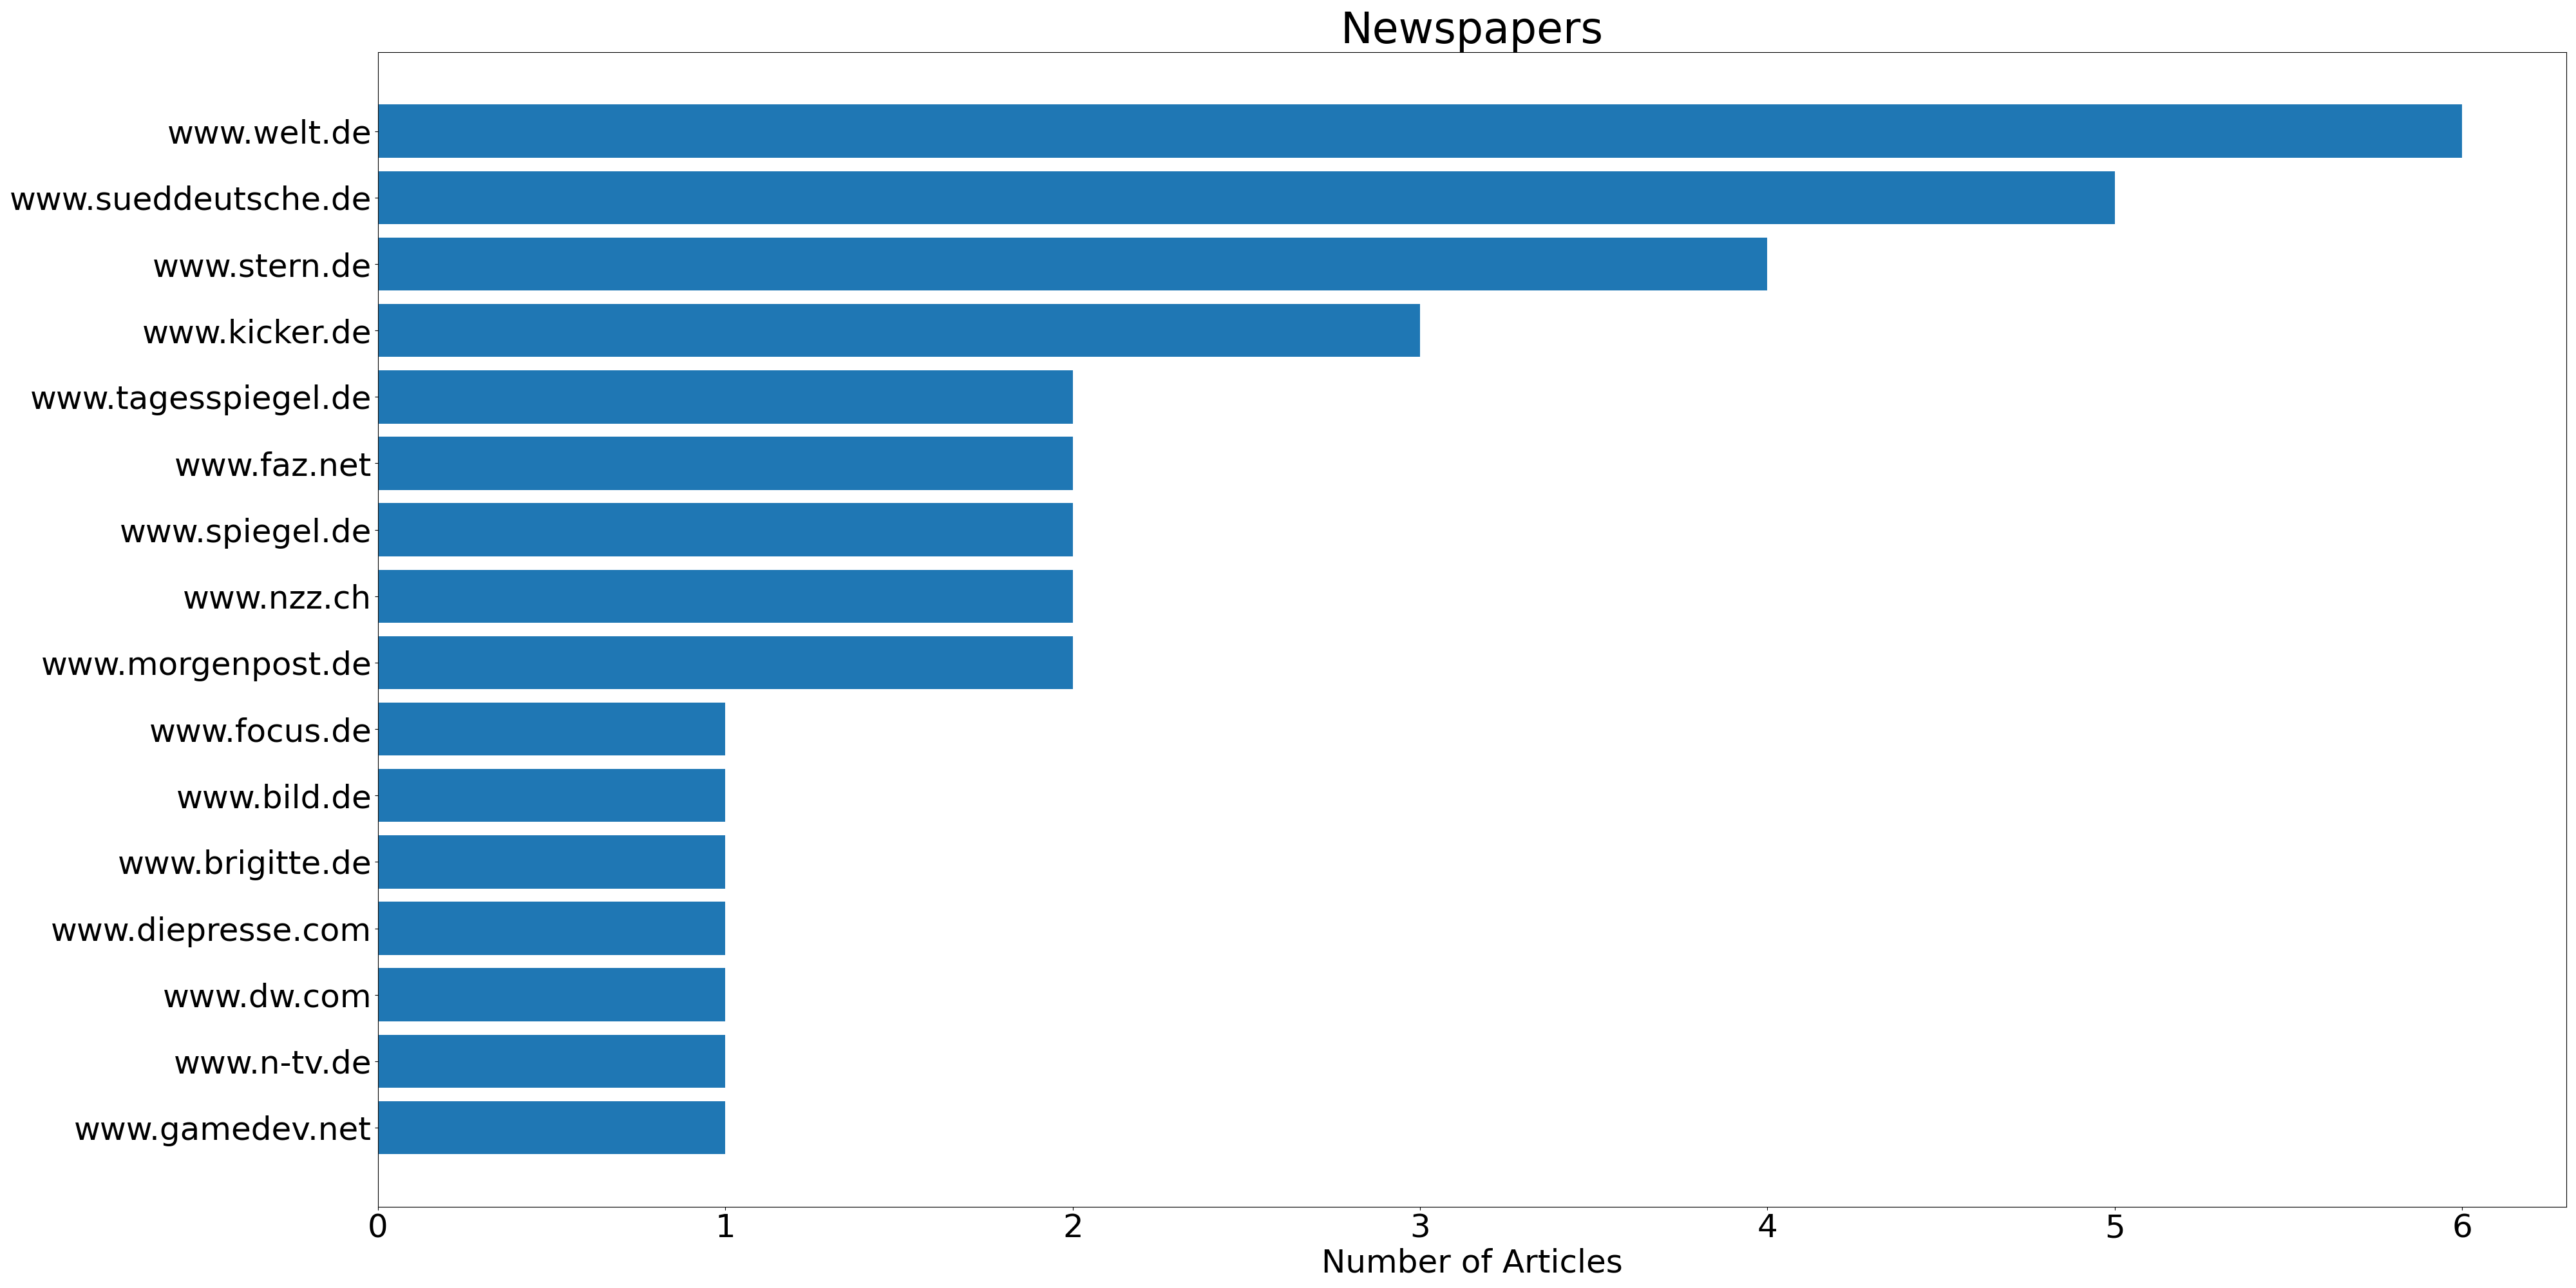 Newspapers
www.welt.de
www.sueddeutsche.de
www.stern.de
www.kicker.de
www.tagesspiegel.de
www.faz.net
www.spiegel.de
www.nzz.ch
www.morgenpost.de
www.focus.de
www.bild.de
www.brigitte.de
www.diepresse.com
www.dw.com
www.n-tv.de
www.gamedev.net
0 1 2 3 4 5 6
Number of Articles